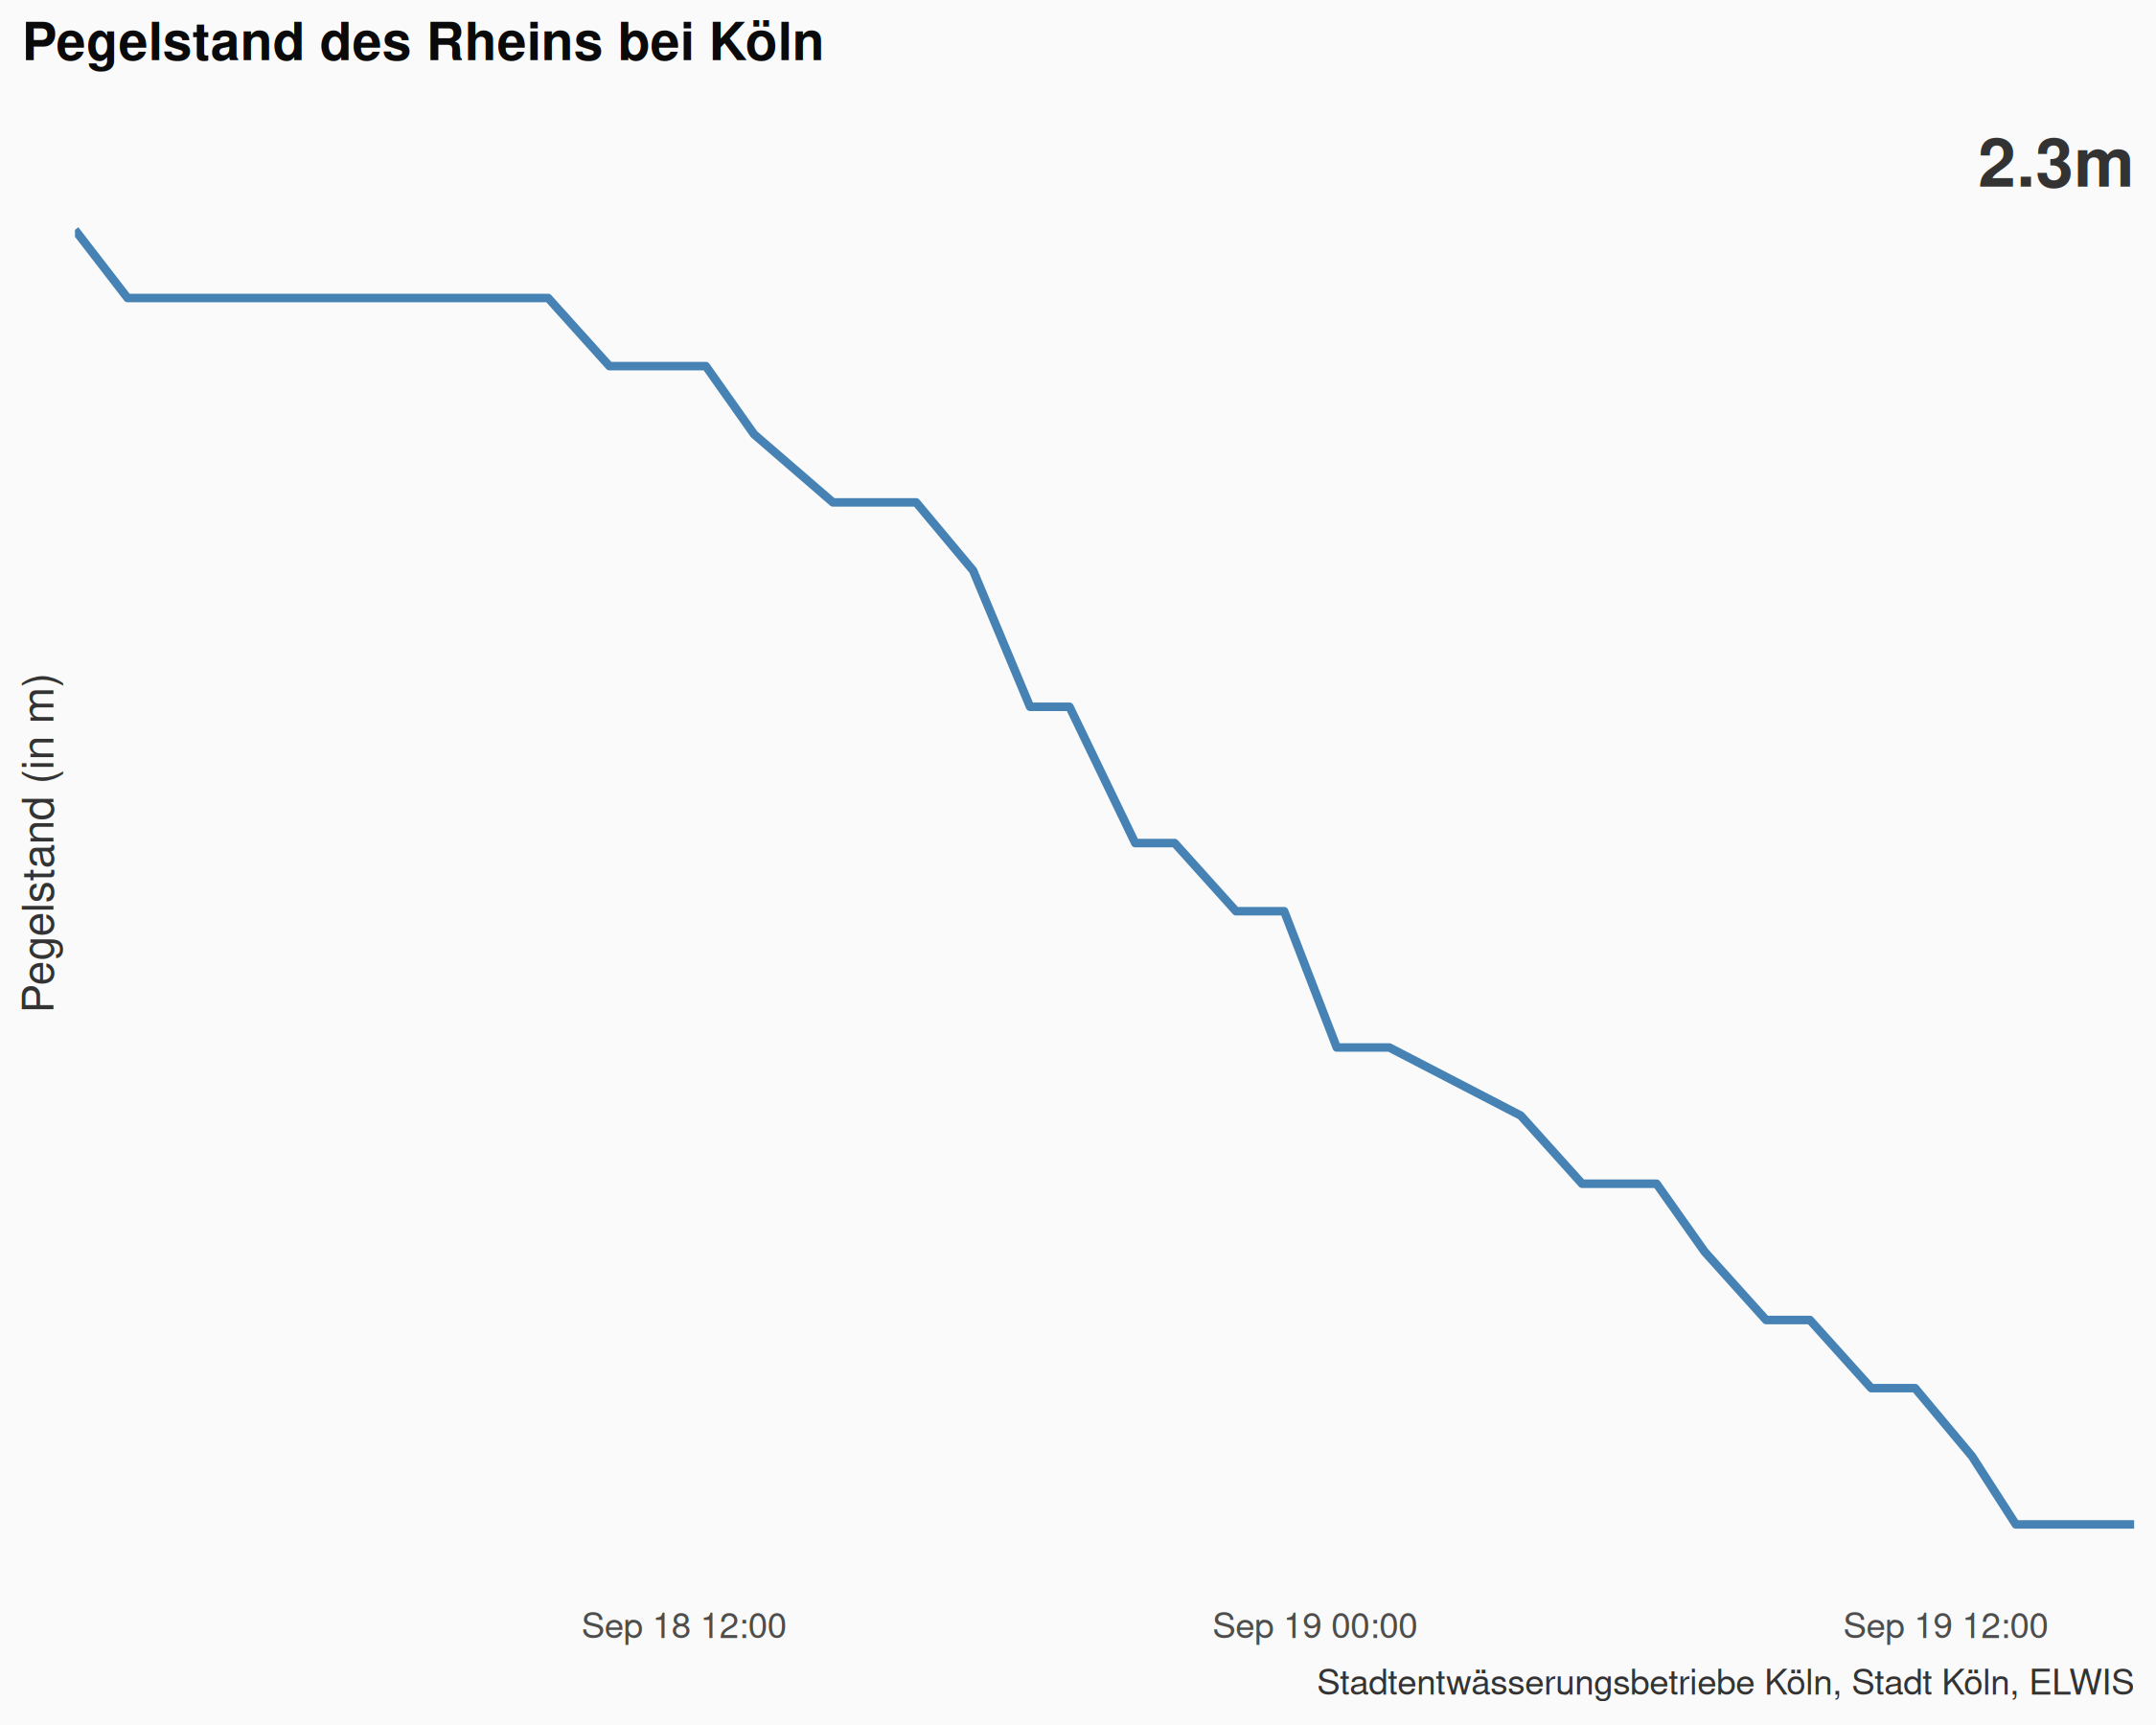 Pegelstand des Rheins bei Köln
2.3m
Pegelstand (in m)
Sep 18 12:00
Sep 19 00:00
Sep 19 12:00
Stadtentwässerungsbetriebe Köln, Stadt Köln, ELWIS